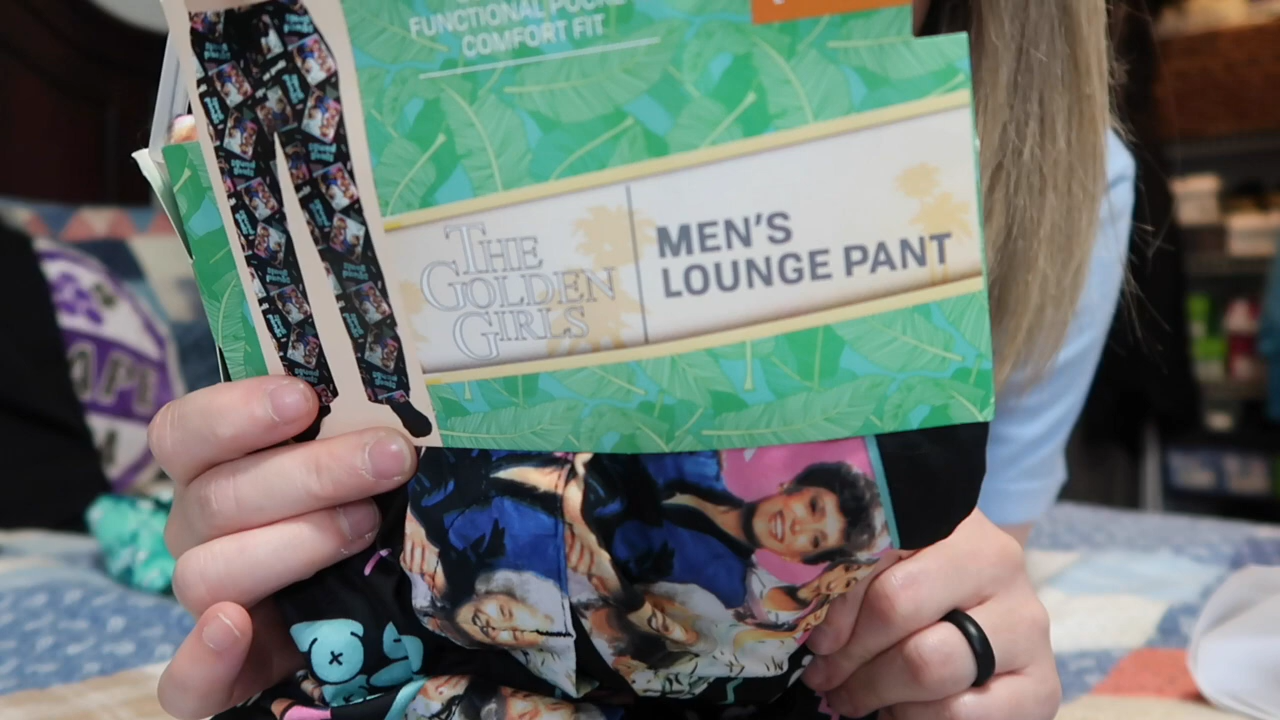 FUNCTIONAL POCKE
COMFORT FIT
THE
GOLDEN
GIRLS
MEN'S
LOUNGE PANT